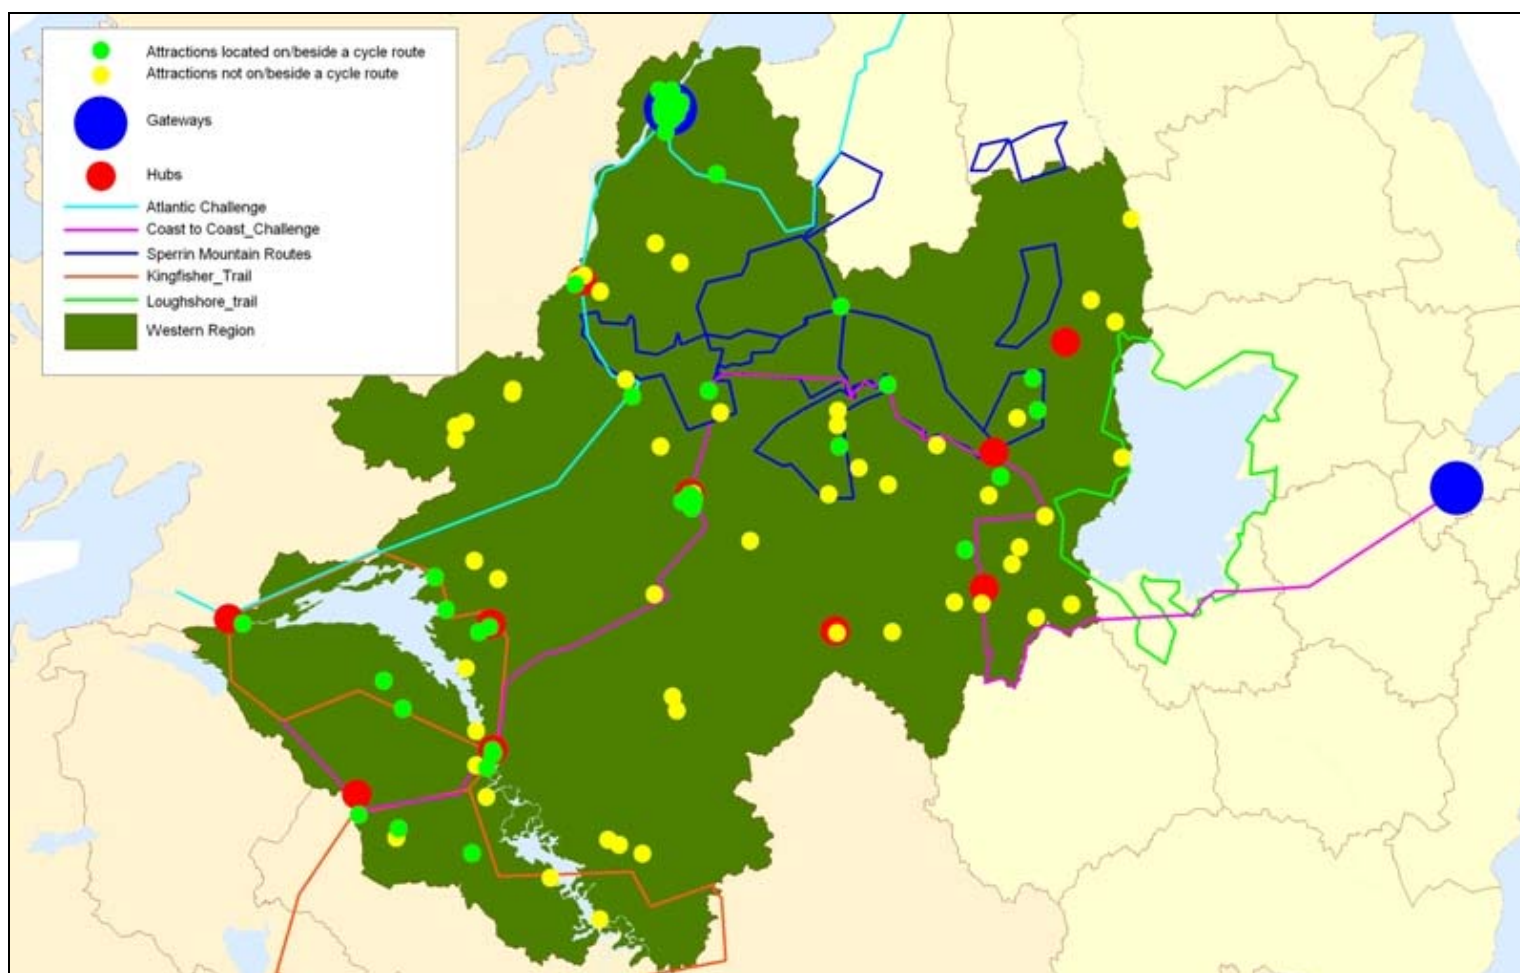 Attractions located on/beside a cycle route
Attractions not on/beside a cycle route
Gateways
Hubs
Atlantic Challenge
Coast to Coast_Challenge
Sperrin Mountain Routes
Kingfisher_Trail
Loughshore_trail
Western Region